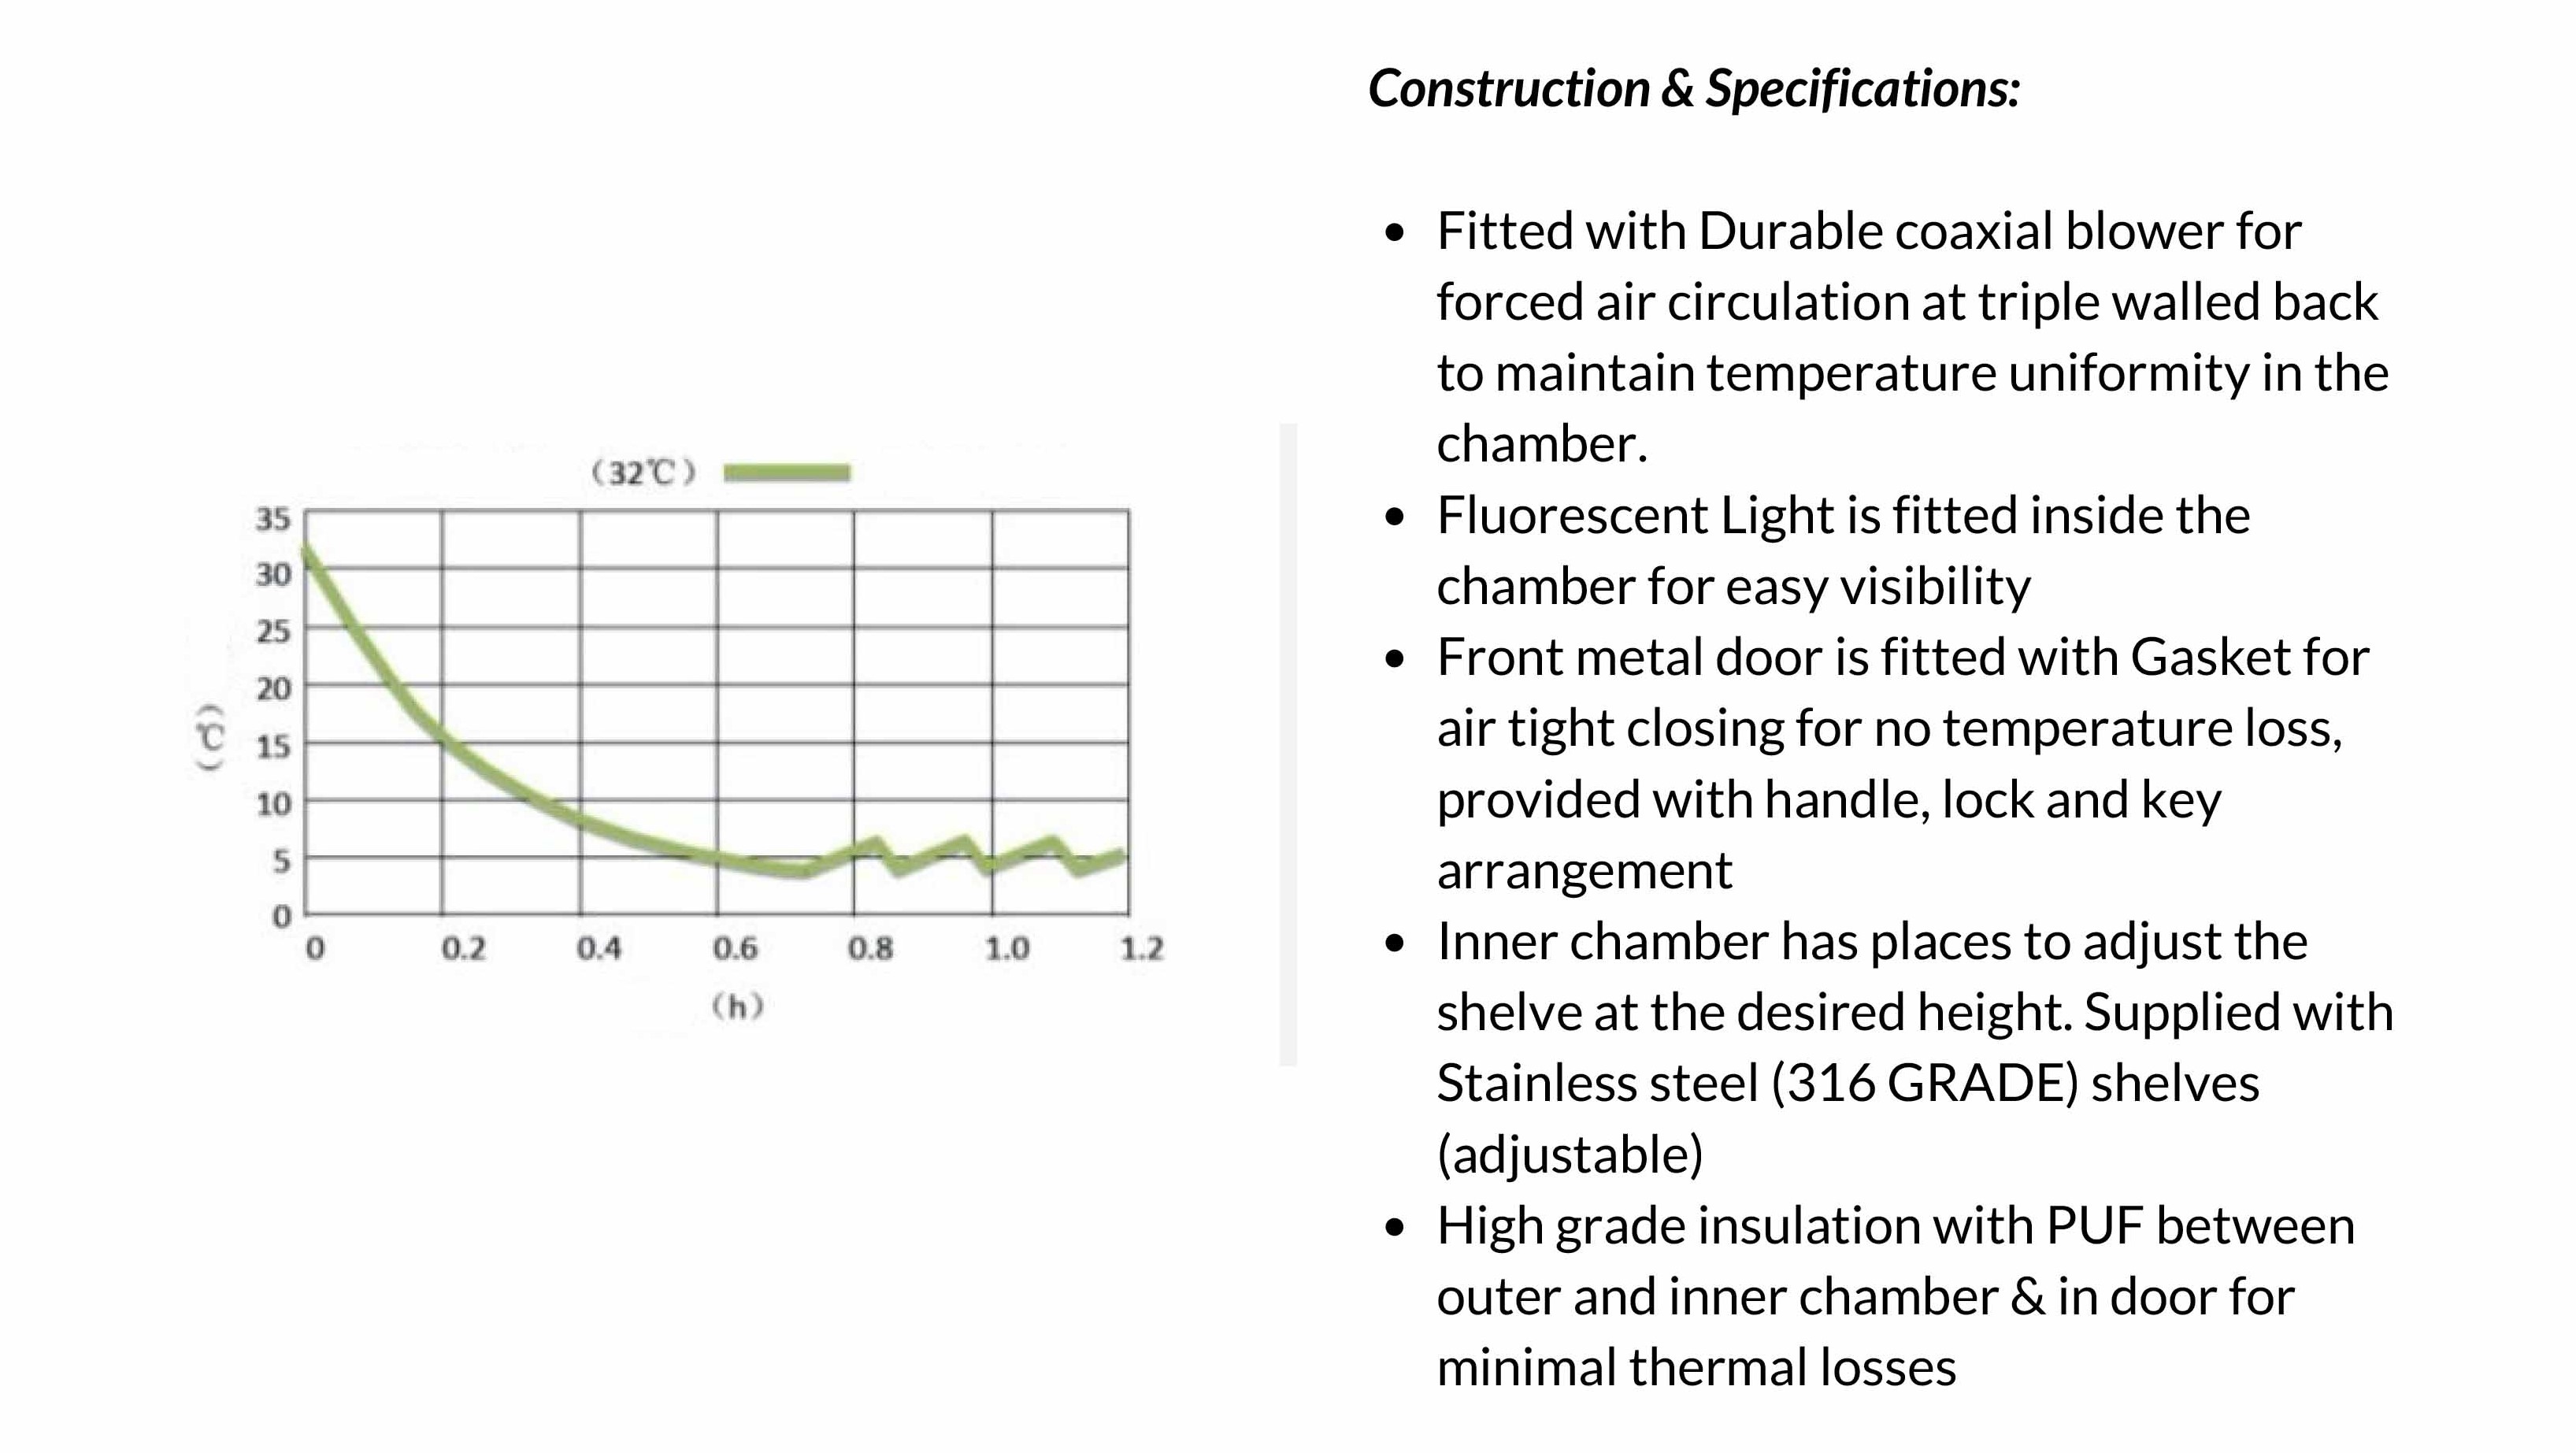 （32℃）
35
30
25
20
15
10
5
0
（℃）
0 0.2 0.4 0.6 0.8 1.0 1.2
（h）
Construction & Specifications:
• Fitted with Durable coaxial blower for
forced air circulation at triple walled back
to maintain temperature uniformity in the
chamber.
• Fluorescent Light is fitted inside the
chamber for easy visibility
• Front metal door is fitted with Gasket for
air tight closing for no temperature loss,
provided with handle, lock and key
arrangement
• Inner chamber has places to adjust the
shelve at the desired height. Supplied with
Stainless steel (316 GRADE) shelves
(adjustable)
• High grade insulation with PUF between
outer and inner chamber & in door for
minimal thermal losses